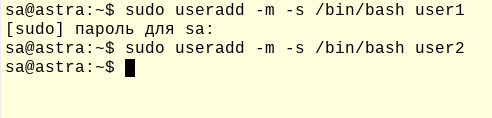 sa@astra:~$ sudo useradd -m -s /bin/bash user1
[sudo] пароль для sa:
sa@astra:~$ sudo useradd -m -s /bin/bash user2
sa@astra:~$